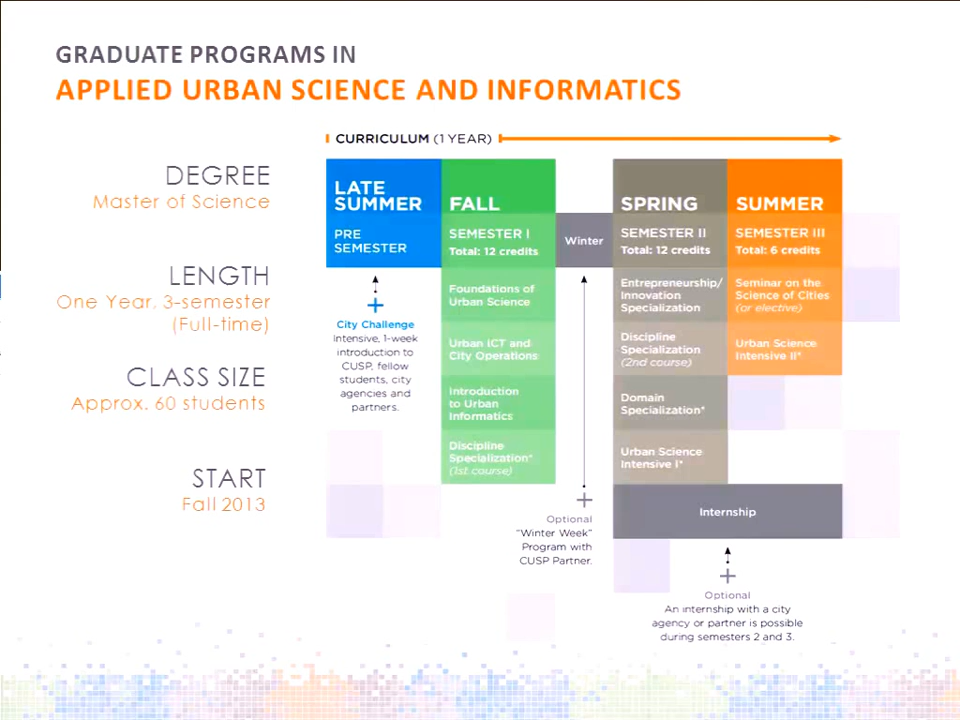 GRADUATE PROGRAMS IN
APPLIED URBAN SCIENCE AND INFORMATICS
DEGREE
Master of Science
LENGTH
One Year, 3-semester
(Full-time)
CLASS SIZE
Approx. 60 students
START
Fall 2013
CURRICULUM (1 YEAR)
LATE
SUMMER
PRE
SEMESTER
City Challenge
Intensive, 1-week
introduction to
CUSP, fellow
students, city
agencies and
partners.
FALL
SEMESTER I
Total: 12 credits
Foundations of
Urban Science
Urban ICT and
City Operations
Introduction
to Urban
Informatics
Discipline
Specialization*
(1st course)
Winter
Optional
"Winter Week"
Program with
CUSP Partner.
SPRING
SEMESTER II
Total: 12 credits
Entrepreneurship/
Innovation
Specialization
Discipline
Specialization
(2nd course)
Domain
Specialization*
Urban Science
Intensive I*
SUMMER
SEMESTER III
Total: 6 credits
Seminar on the
Science of Cities
(or elective)
Urban Science
Intensive II*
Internship
Optional
An internship with a city
agency or partner is possible
during semesters 2 and 3.